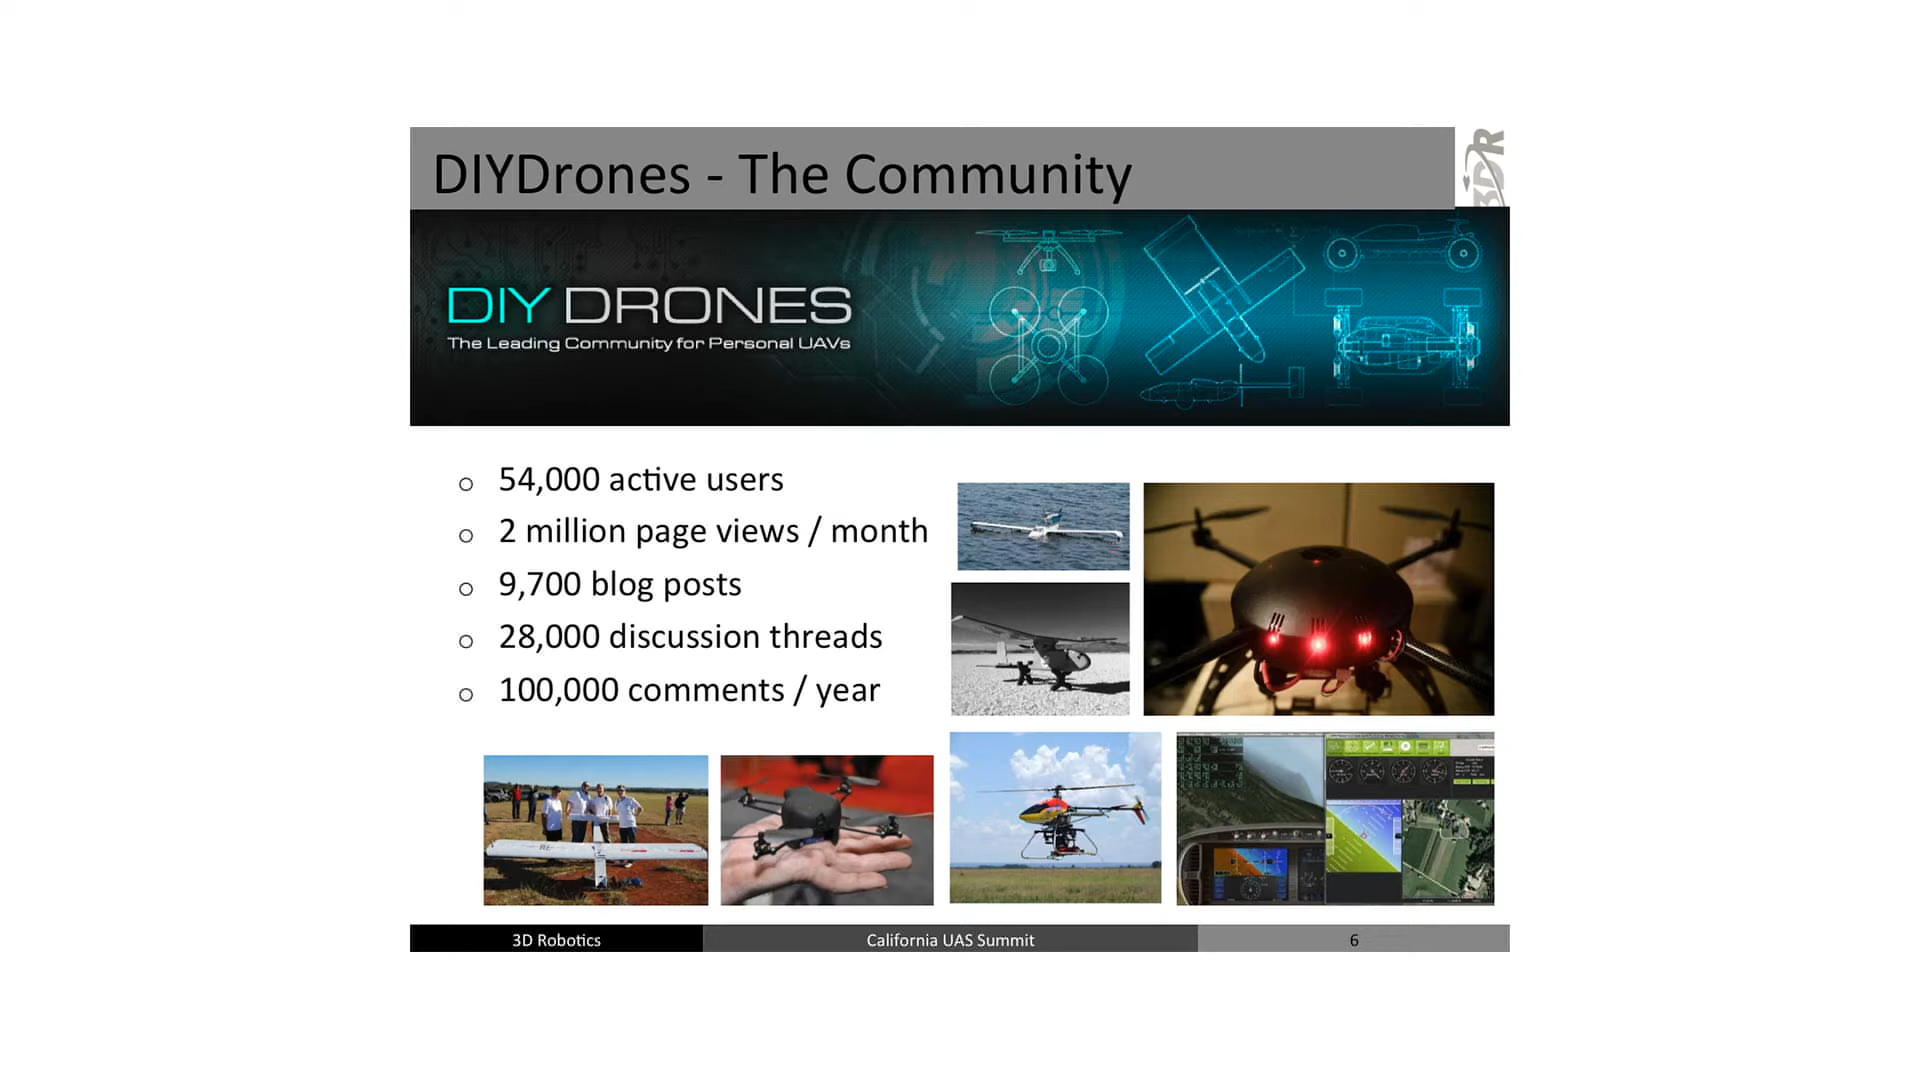 DIYDrones - The Community
3DR
DIY DRONES
The Leading Community for Personal UAVs
54,000 active users
2 million page views / month
9,700 blog posts
28,000 discussion threads
100,000 comments / year
3D Robotics
California UAS Summit
6